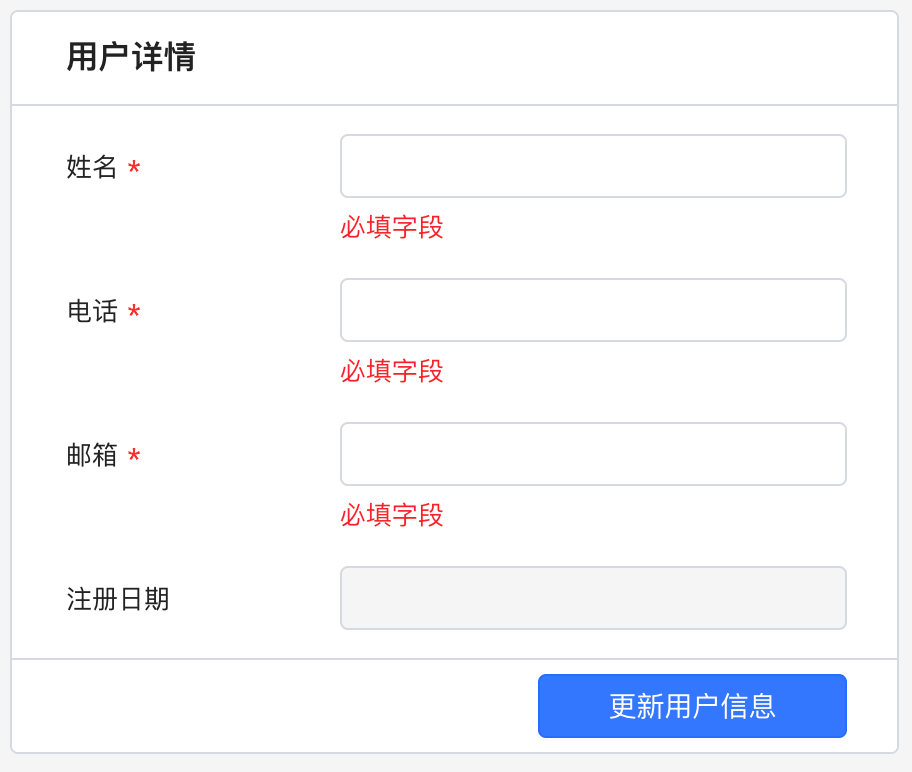 用户详情
姓名 *
必填字段
电话 *
必填字段
邮箱 *
必填字段
注册日期
更新用户信息